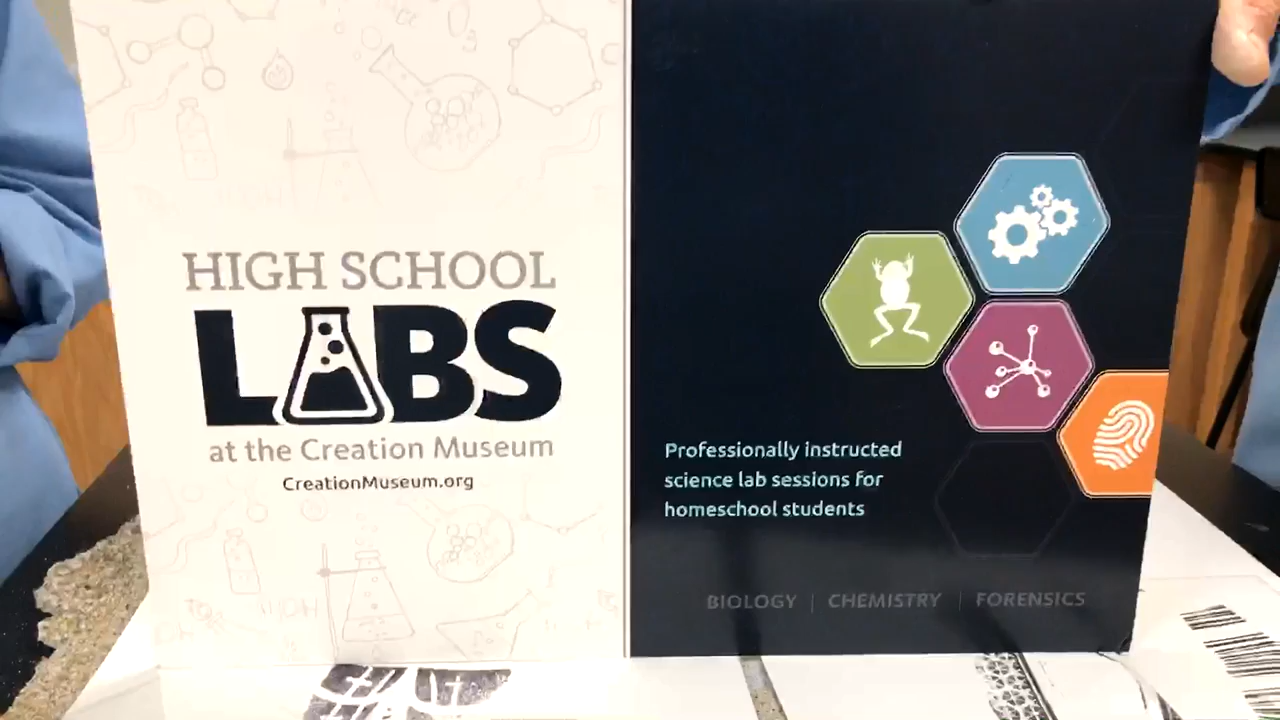 HIGH SCHOOL
LABS
at the Creation Museum
CreationMuseum.org
Professionally instructed
science lab sessions for
homeschool students
BIOLOGY | CHEMISTRY | FORENSICS